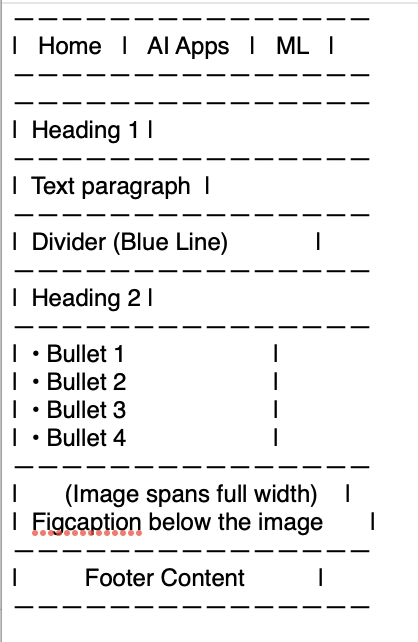 — — — — — — — — — — — — — — —
| Home | AI Apps | ML |
— — — — — — — — — — — — — — —
— — — — — — — — — — — — — — —
| Heading 1 |
— — — — — — — — — — — — — — —
| Text paragraph |
— — — — — — — — — — — — — — —
| Divider (Blue Line) |
— — — — — — — — — — — — — — —
| Heading 2 |
— — — — — — — — — — — — — — —
| • Bullet 1 |
| • Bullet 2 |
| • Bullet 3 |
| • Bullet 4 |
— — — — — — — — — — — — — — —
| (Image spans full width) |
| Figcaption below the image |
— — — — — — — — — — — — — — —
| Footer Content |
— — — — — — — — — — — — — — —